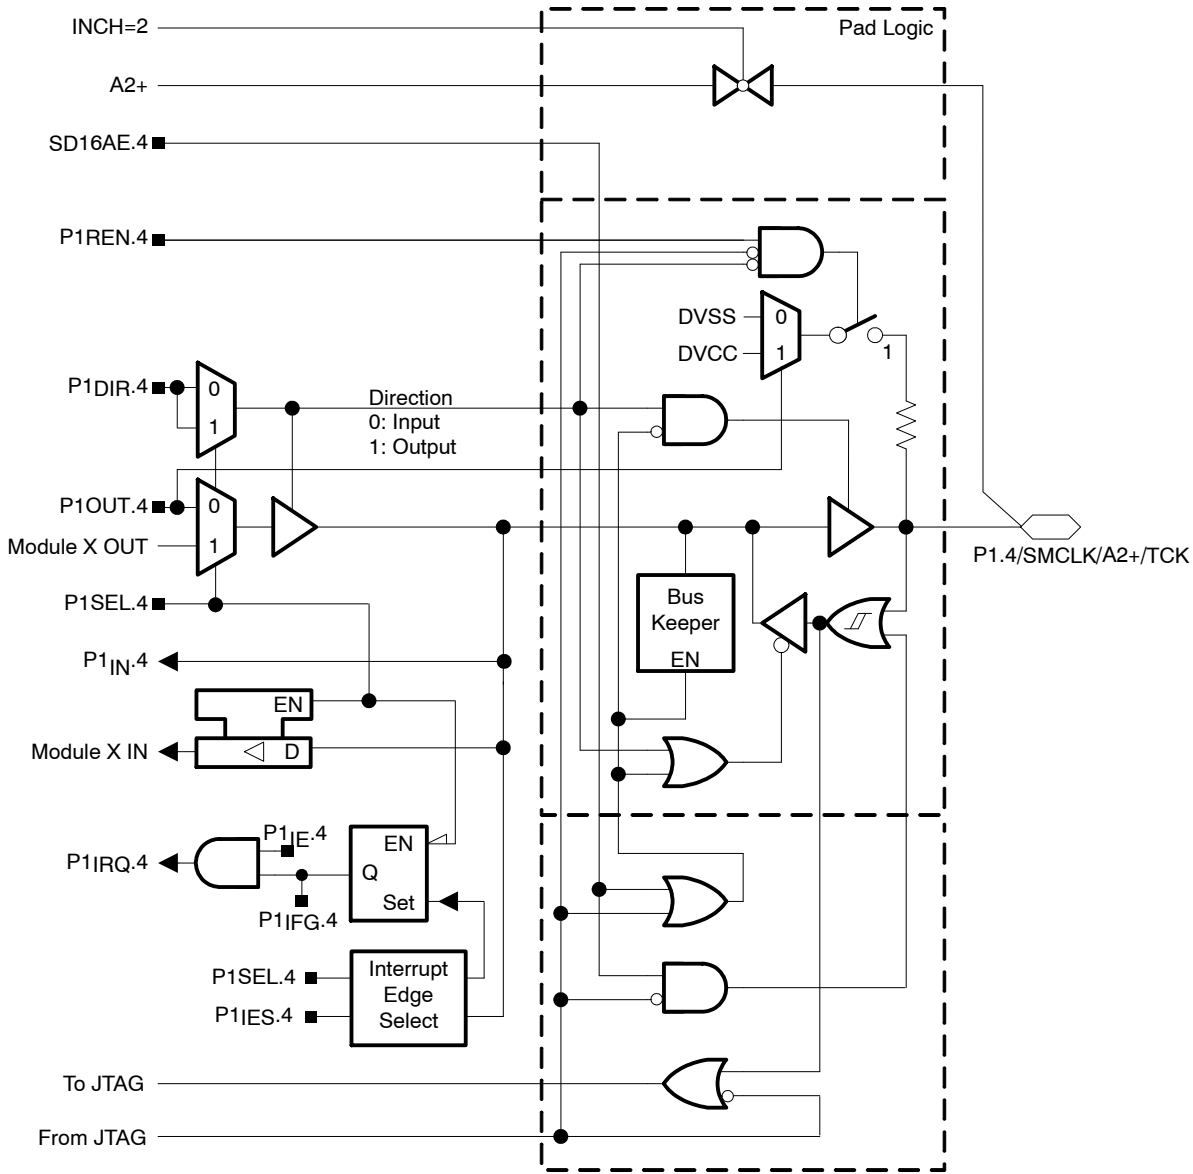 INCH=2
Pad Logic
A2+
SD16AE.4
P1REN.4
DVSS
0
DVCC
1
1
P1DIR.4
0
1
Direction
0: Input
1: Output
P1OUT.4
0
Module X OUT
1
P1.4/SMCLK/A2+/TCK
P1SEL.4
Bus
Keeper
EN
P1IN.4
EN
Module X IN
D
P1IE.4
P1IRQ.4
EN
Q
Set
P1IFG.4
P1SEL.4
P1IES.4
Interrupt
Edge
Select
To JTAG
From JTAG